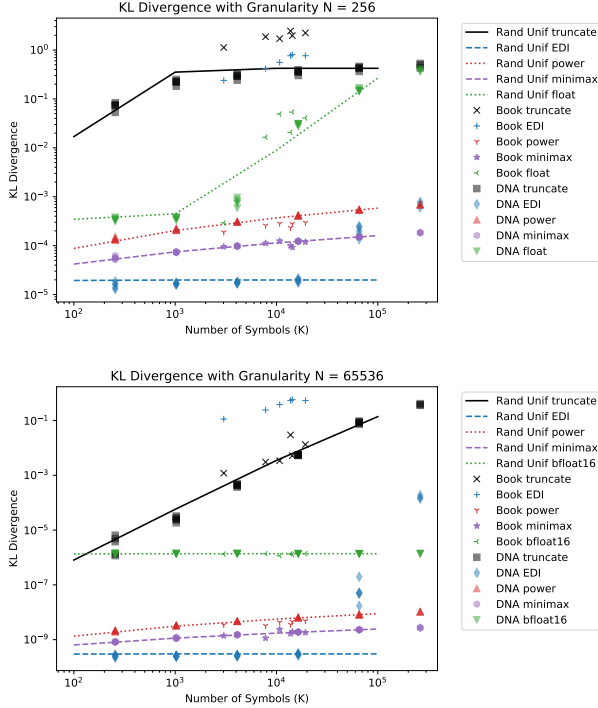 KL Divergence with Granularity N = 256
KL Divergence
10^0
10^-1
10^-2
10^-3
10^-4
10^-5
10^2
10^3
10^4
10^5
Number of Symbols (K)
Rand Unif truncate
Rand Unif EDI
Rand Unif power
Rand Unif minimax
Rand Unif float
Book truncate
Book EDI
Book power
Book minimax
Book float
DNA truncate
DNA EDI
DNA power
DNA minimax
DNA float
KL Divergence with Granularity N = 65536
KL Divergence
10^-1
10^-3
10^-5
10^-7
10^-9
10^2
10^3
10^4
10^5
Number of Symbols (K)
Rand Unif truncate
Rand Unif EDI
Rand Unif power
Rand Unif minimax
Rand Unif bfloat16
Book truncate
Book EDI
Book power
Book minimax
Book bfloat16
DNA truncate
DNA EDI
DNA power
DNA minimax
DNA bfloat16